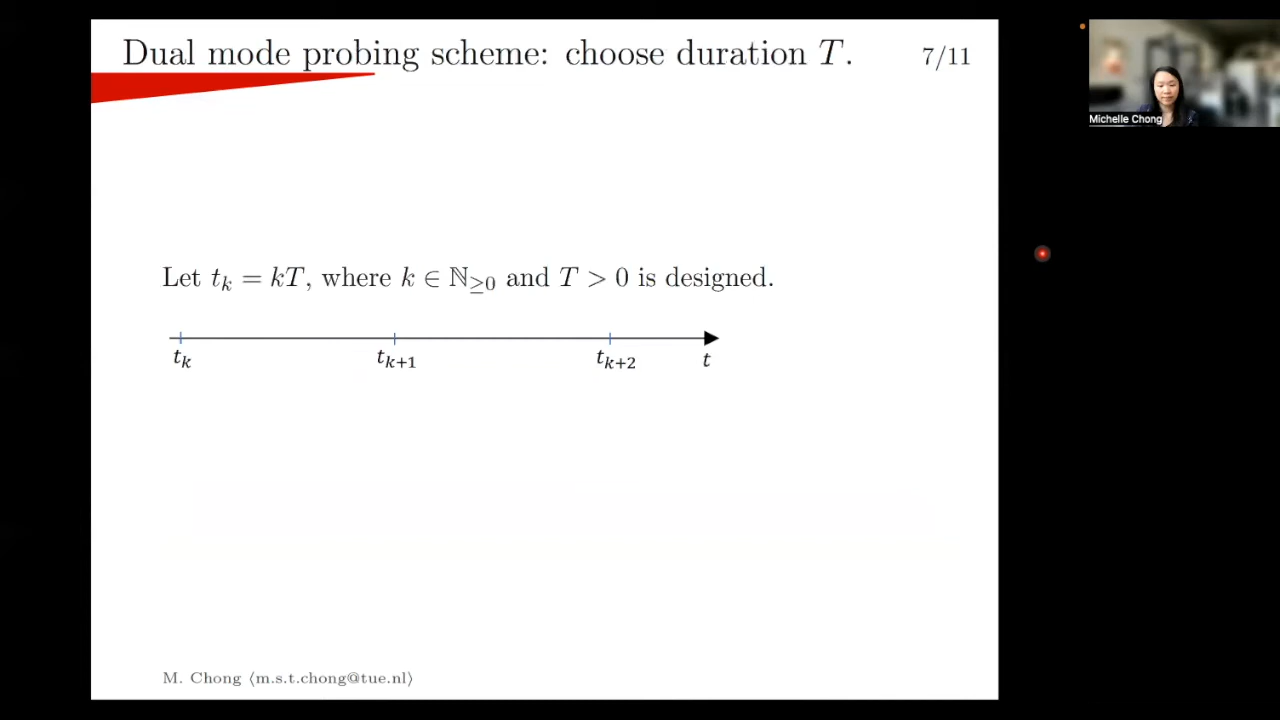 Dual mode probing scheme: choose duration T.
7/11
Michelle Chong
Let tₖ = kT, where k ∈ ℕ≥0 and T > 0 is designed.
tₖ tₖ₊₁ tₖ₊₂ t
M. Chong ⟨m.s.t.chong@tue.nl⟩